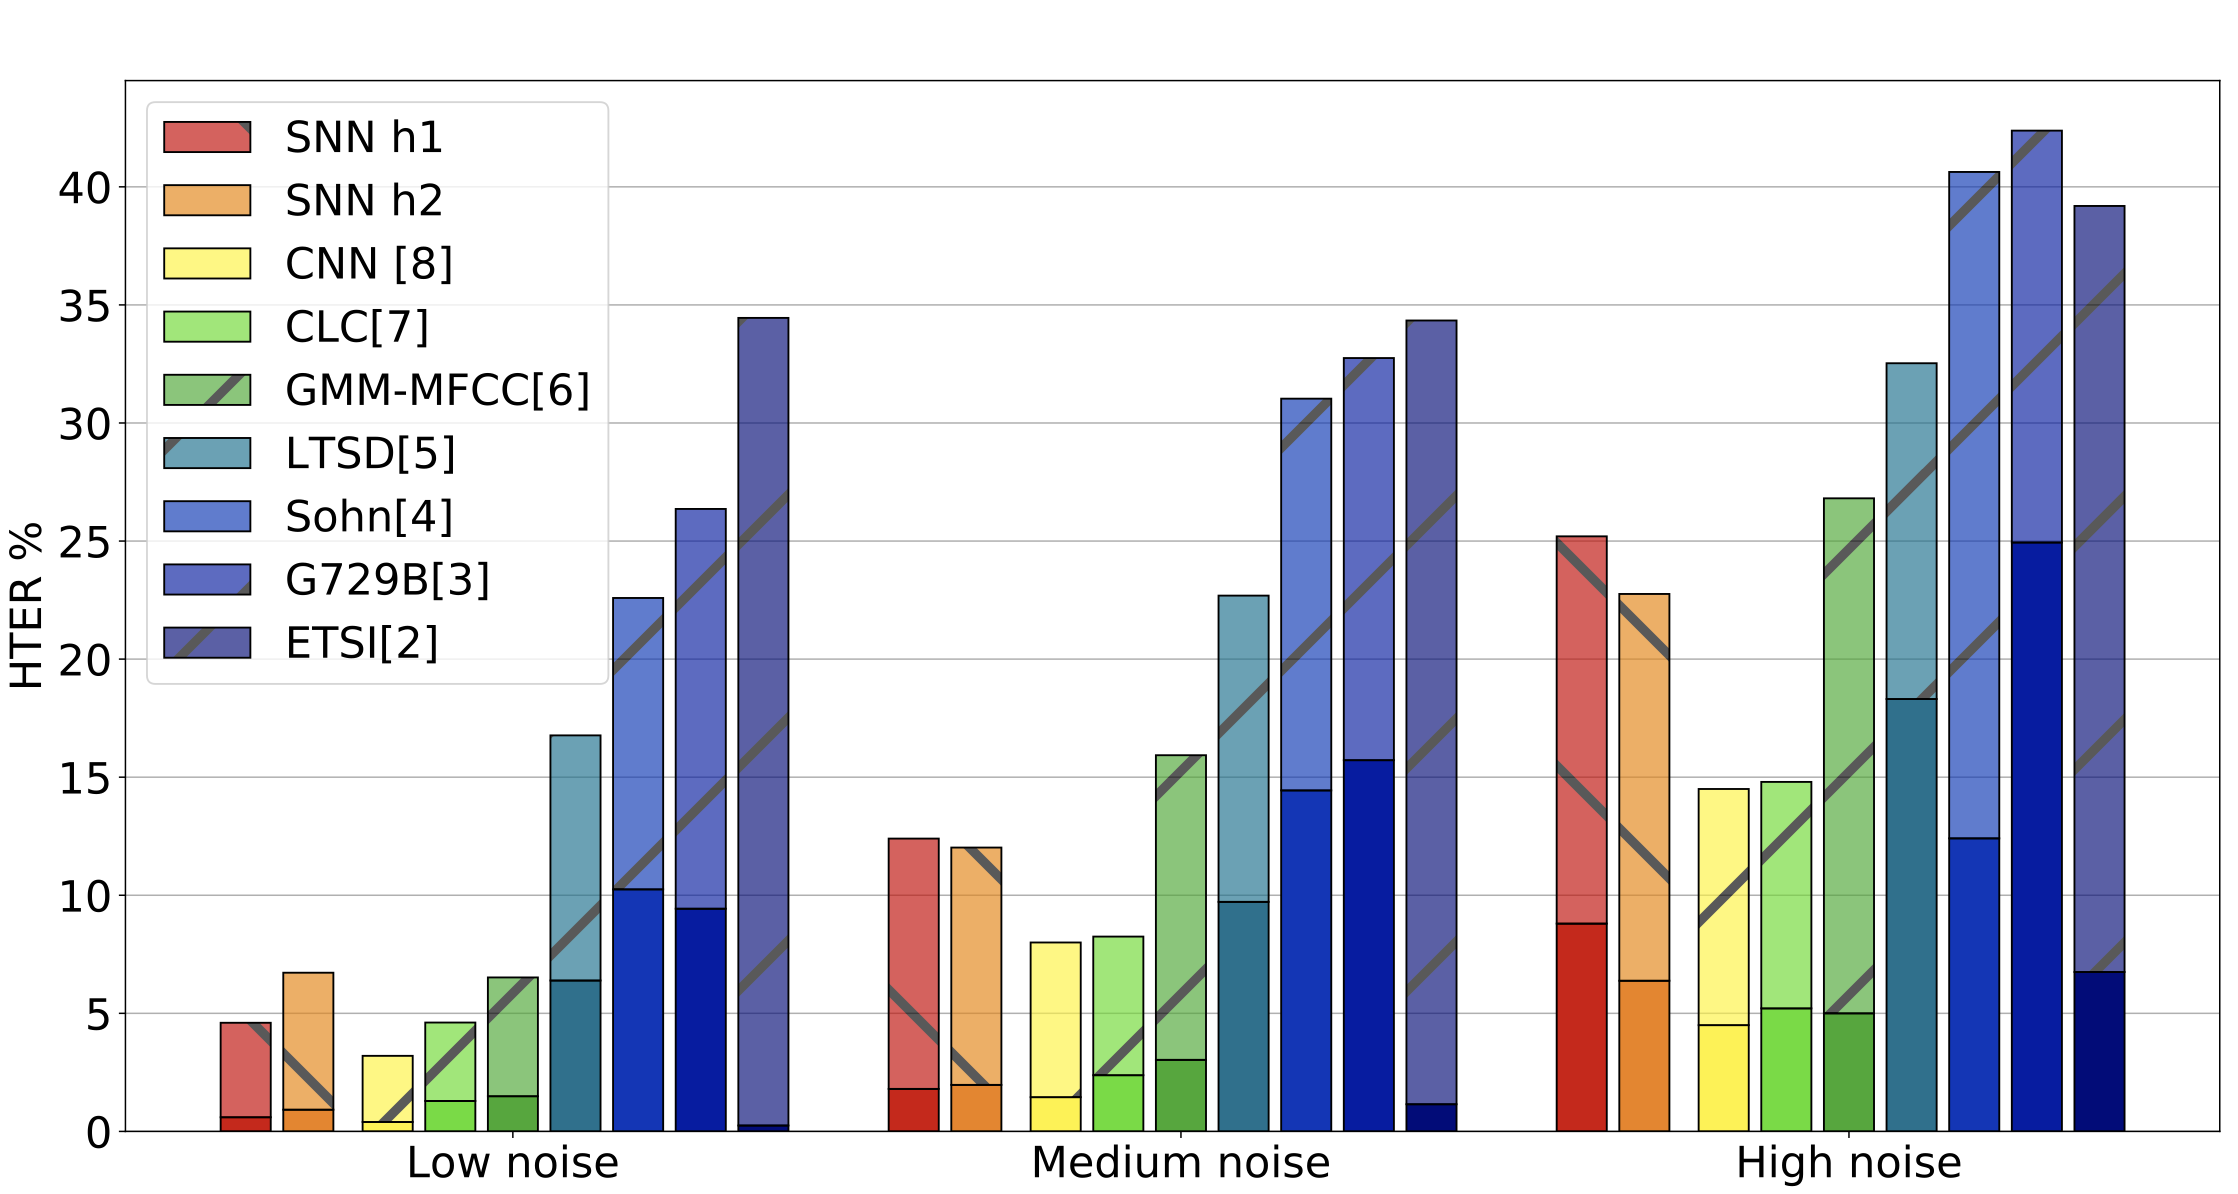 SNN h1
SNN h2
CNN [8]
CLC[7]
GMM-MFCC[6]
LTSD[5]
Sohn[4]
G729B[3]
ETSI[2]
HTER %
40
35
30
25
20
15
10
5
0
Low noise
Medium noise
High noise